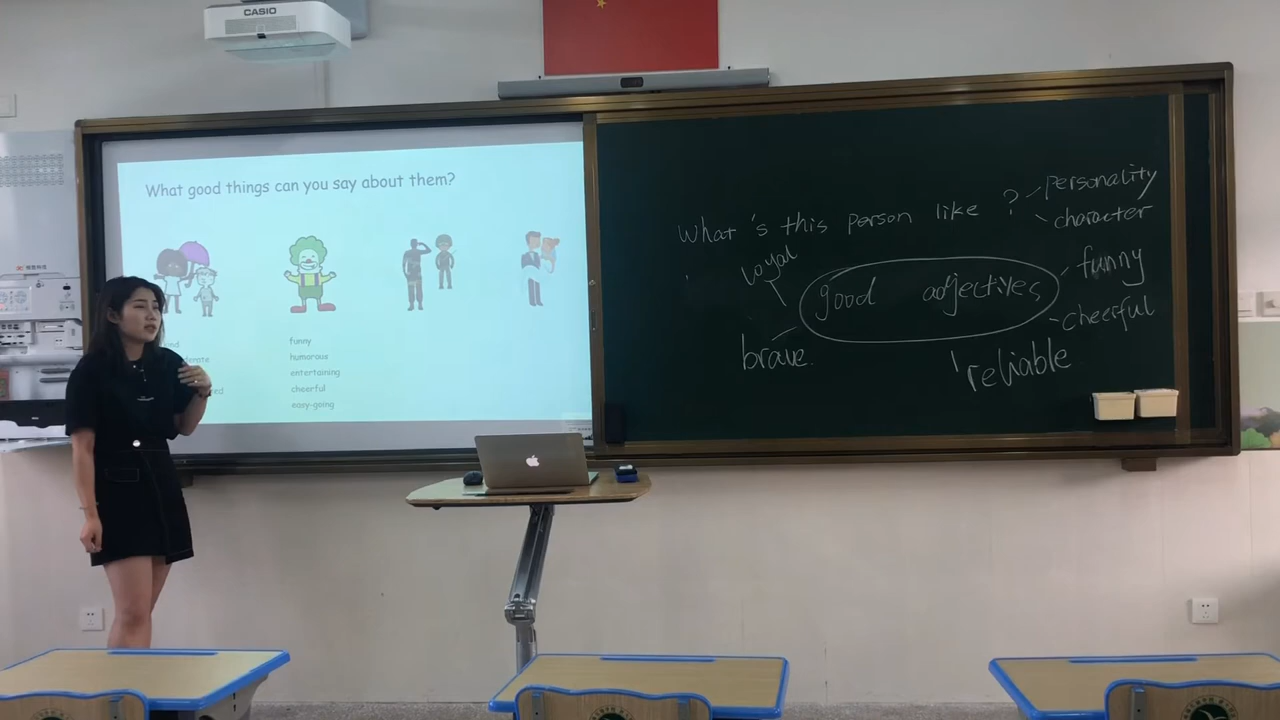 CASIO
What good things can you say about them?
funny
humorous
entertaining
cheerful
easy-going
What's this person like ?
personality
character
loyal
good adjectives
funny
cheerful
brave
reliable